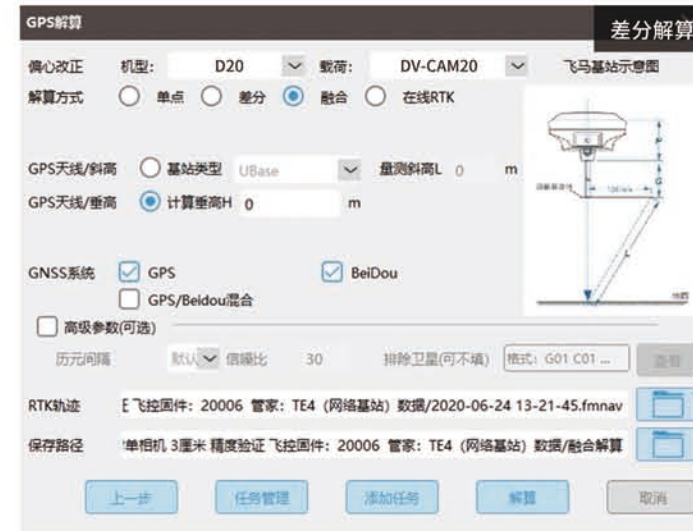 GPS解算
差分解算
偏心改正 机型: D20 载荷: DV-CAM20 飞马基站示意图
解算方式 单点 差分 融合 在线RTK
GPS天线/斜高 基站类型 UBase 量测斜高L 0 m
GPS天线/垂高 计算垂高H 0 m
GNSS系统 GPS BeiDou
GPS/Beidou混合
高级参数(可选)
历元间隔 默认 信噪比 30 排除卫星(可不填) 格式: G01 C01 ... 查看
RTK轨迹 飞控固件: 20006 管家: TE4 (网络基站) 数据/2020-06-24 13-21-45.fmnav
保存路径 单相机 3厘米 精度验证 飞控固件: 20006 管家: TE4 (网络基站) 数据/融合解算
上一步 任务管理 添加任务 解算 取消